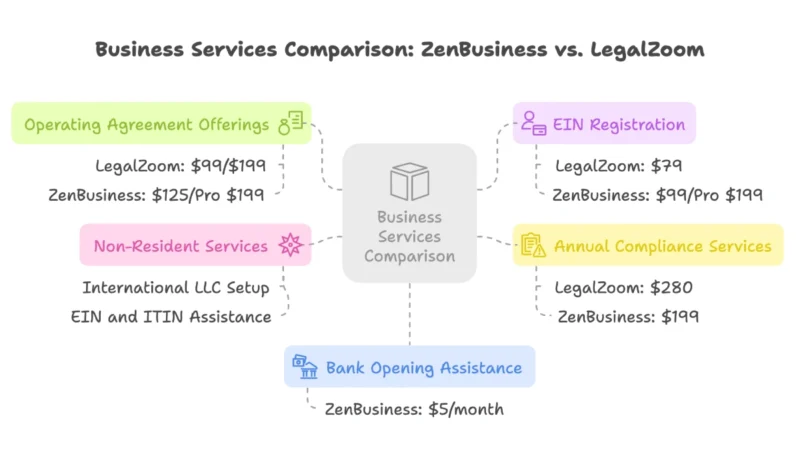 Business Services Comparison: ZenBusiness vs. LegalZoom
Operating Agreement Offerings
LegalZoom: $99/$199
ZenBusiness: $125/Pro $199
Non-Resident Services
International LLC Setup
EIN and ITIN Assistance
Business
Services
Comparison
EIN Registration
LegalZoom: $79
ZenBusiness: $99/Pro $199
Annual Compliance Services
LegalZoom: $280
ZenBusiness: $199
Bank Opening Assistance
ZenBusiness: $5/month